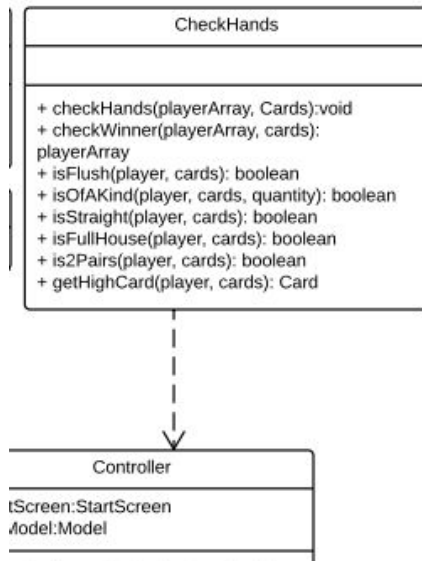 CheckHands
+ checkHands(playerArray, Cards):void
+ checkWinner(playerArray, cards):
playerArray
+ isFlush(player, cards): boolean
+ isOfAKind(player, cards, quantity): boolean
+ isStraight(player, cards): boolean
+ isFullHouse(player, cards): boolean
+ is2Pairs(player, cards): boolean
+ getHighCard(player, cards): Card
Controller
tScreen:StartScreen
Model:Model